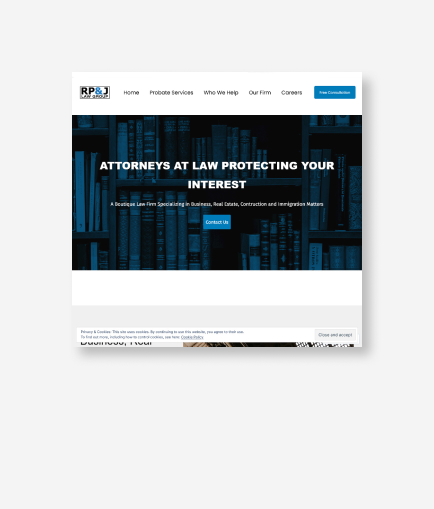 RP&J
LAW GROUP
Home Probate Services Who We Help Our Firm Careers Free Consultation
ATTORNEYS AT LAW PROTECTING YOUR
INTEREST
A Boutique Law Firm Specializing in Business, Real Estate, Contruction and Immigration Matters
Contact Us
Privacy & Cookies: This site uses cookies. By continuing to use this website, you agree to their use.
To find out more, including how to control cookies, see here: Cookie Policy
Close and accept
Business, Real